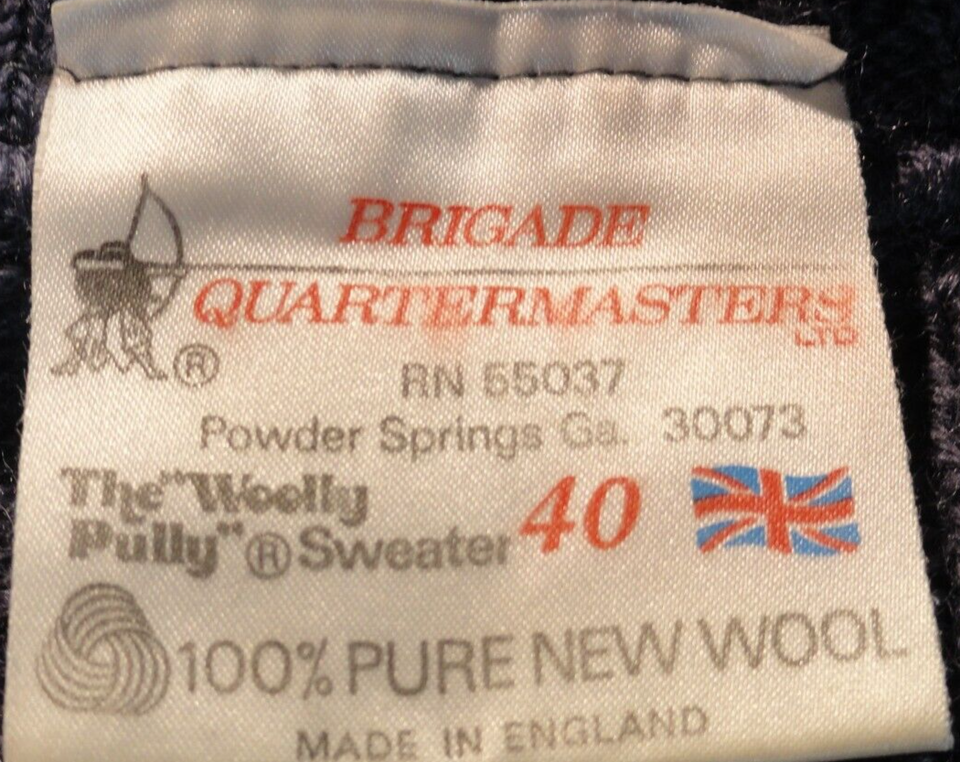 BRIGADE
QUARTERMASTERS
LTD
®
RN 55037
Powder Springs Ga. 30073
The "Woolly
Pully" ® Sweater 40
100% PURE NEW WOOL
MADE IN ENGLAND